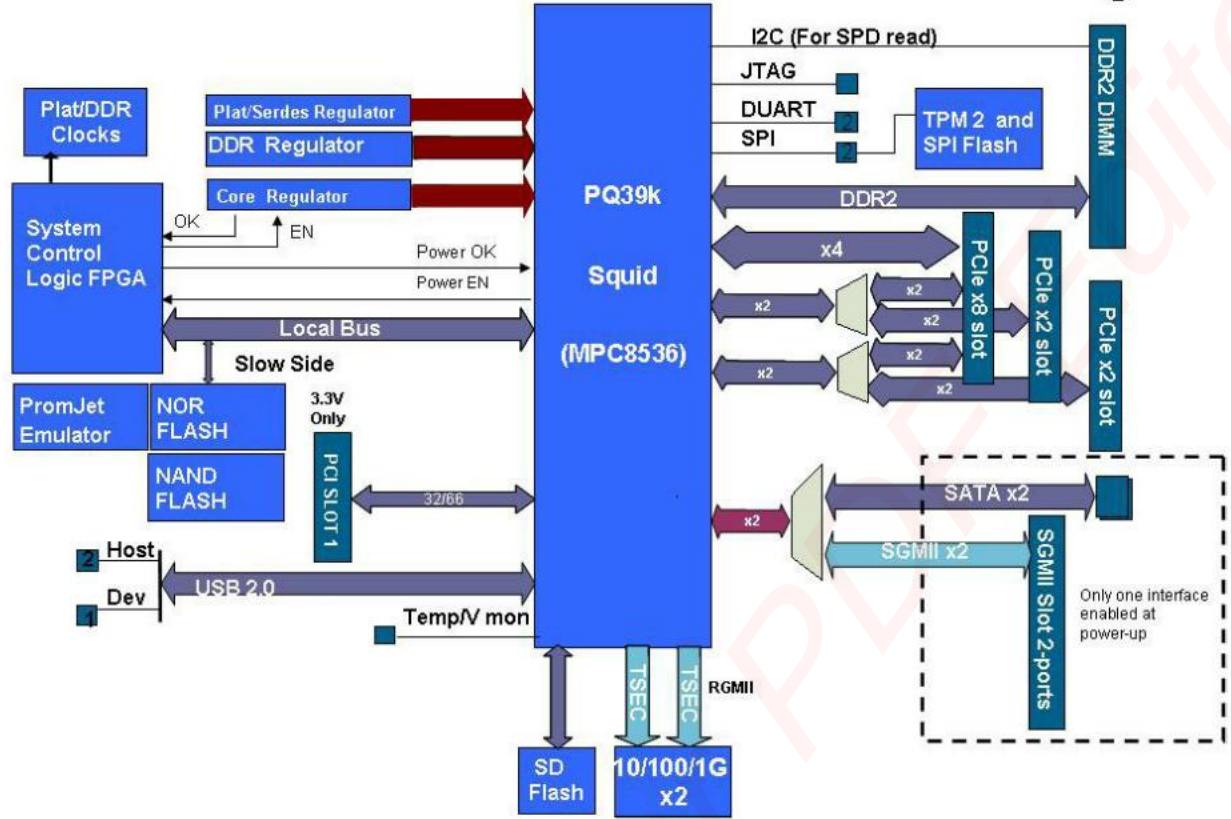 I2C (For SPD read)
JTAG
DUART
2
SPI
2
TPM 2 and
SPI Flash
DDR2 DIMM
Plat/DDR
Clocks
Plat/Serdes Regulator
DDR Regulator
Core Regulator
OK
EN
System
Control
Logic FPGA
Power OK
Power EN
Local Bus
Slow Side
PQ39k
Squid
(MPC8536)
DDR2
x4
x2
x2
x2
x2
x2
x2
PCIe x8 slot
PCIe x2 slot
PCIe x2 slot
PromJet
Emulator
NOR
FLASH
NAND
FLASH
3.3V
Only
PCI SLOT 1
32/66
2
Host
1
Dev
USB 2.0
Temp/V mon
x2
SATA x2
SGMII x2
SGMII Slot 2-ports
Only one interface
enabled at
power-up
TSEC
TSEC
RGMII
SD
Flash
10/100/1G
x2